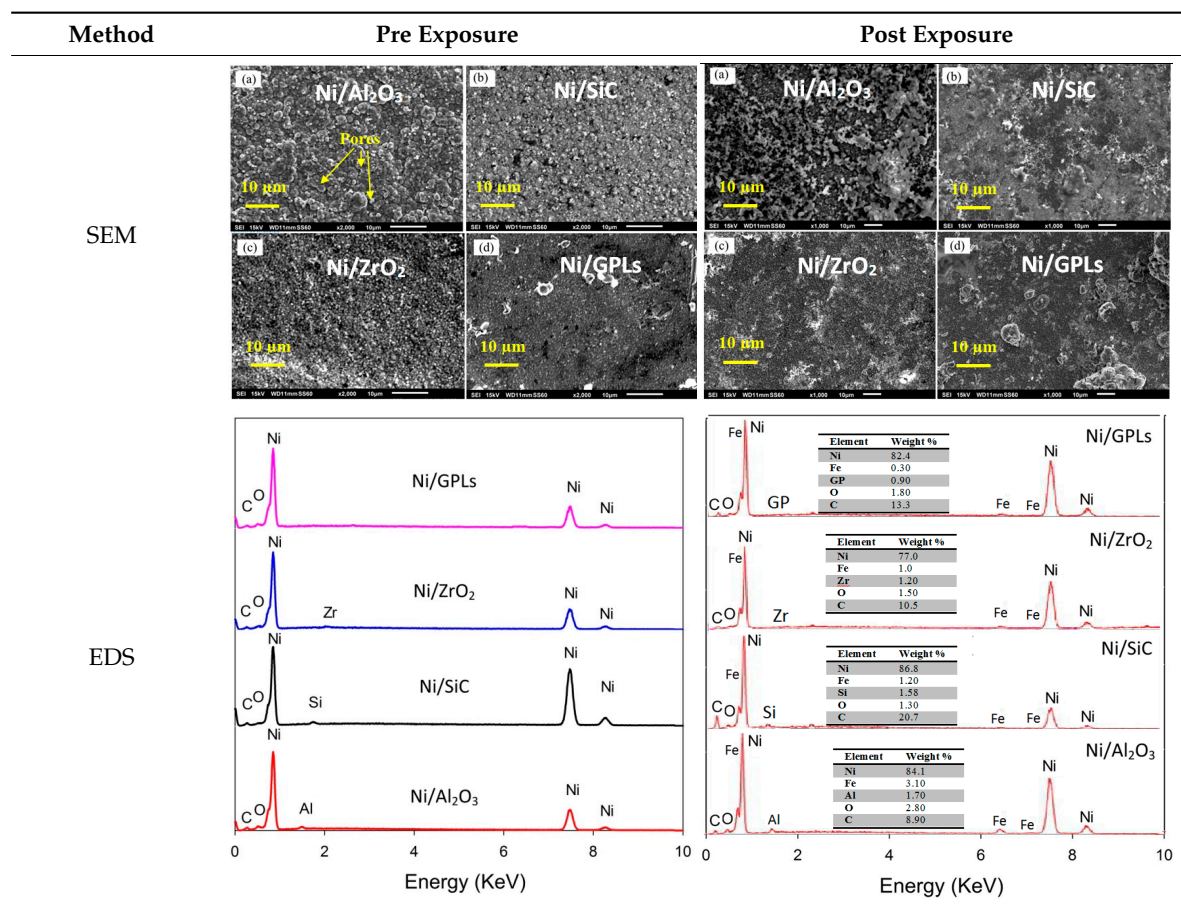 Method Pre Exposure Post Exposure
SEM
(a) Ni/Al₂O₃
Pores
10 µm
SEI 15kV WD11mmSS60 x2,000 10µm
(b) Ni/SiC
10 µm
SEI 15kV WD11mmSS60 x2,000 10µm
(c) Ni/ZrO₂
10 µm
SEI 15kV WD11mmSS60 x2,000 10µm
(d) Ni/GPLs
10 µm
SEI 15kV WD11mmSS60 x2,000 10µm
(a) Ni/Al₂O₃
10 µm
SEI 15kV WD11mmSS60 x1,000 10µm
(b) Ni/SiC
10 µm
SEI 15kV WD11mmSS60 x1,000 10µm
(c) Ni/ZrO₂
10 µm
SEI 15kV WD11mmSS60 x1,000 10µm
(d) Ni/GPLs
10 µm
SEI 15kV WD11mmSS60 x1,000 10µm
EDS
Ni
C O Ni/GPLs Ni Ni
Ni
C O Zr Ni/ZrO₂ Ni Ni
Ni
C O Si Ni/SiC Ni Ni
Ni
C O Al Ni/Al₂O₃ Ni Ni
0 2 4 6 8 10
Energy (KeV)
Ni/GPLs
Fe Ni
C O GP Fe Fe Ni Ni
Element Weight %
Ni 82.4
Fe 0.30
GP 0.90
O 1.80
C 13.3
Ni/ZrO₂
Fe Ni
C O Zr Fe Fe Ni Ni
Element Weight %
Ni 77.0
Fe 1.0
Zr 1.20
O 1.50
C 10.5
Ni/SiC
Fe Ni
C O Si Fe Fe Ni Ni
Element Weight %
Ni 86.8
Fe 1.20
Si 1.58
O 1.30
C 20.7
Ni/Al₂O₃
Fe Ni
C O Al Fe Fe Ni Ni
Element Weight %
Ni 84.1
Fe 3.10
Al 1.70
O 2.80
C 8.90
0 2 4 6 8 10
Energy (KeV)